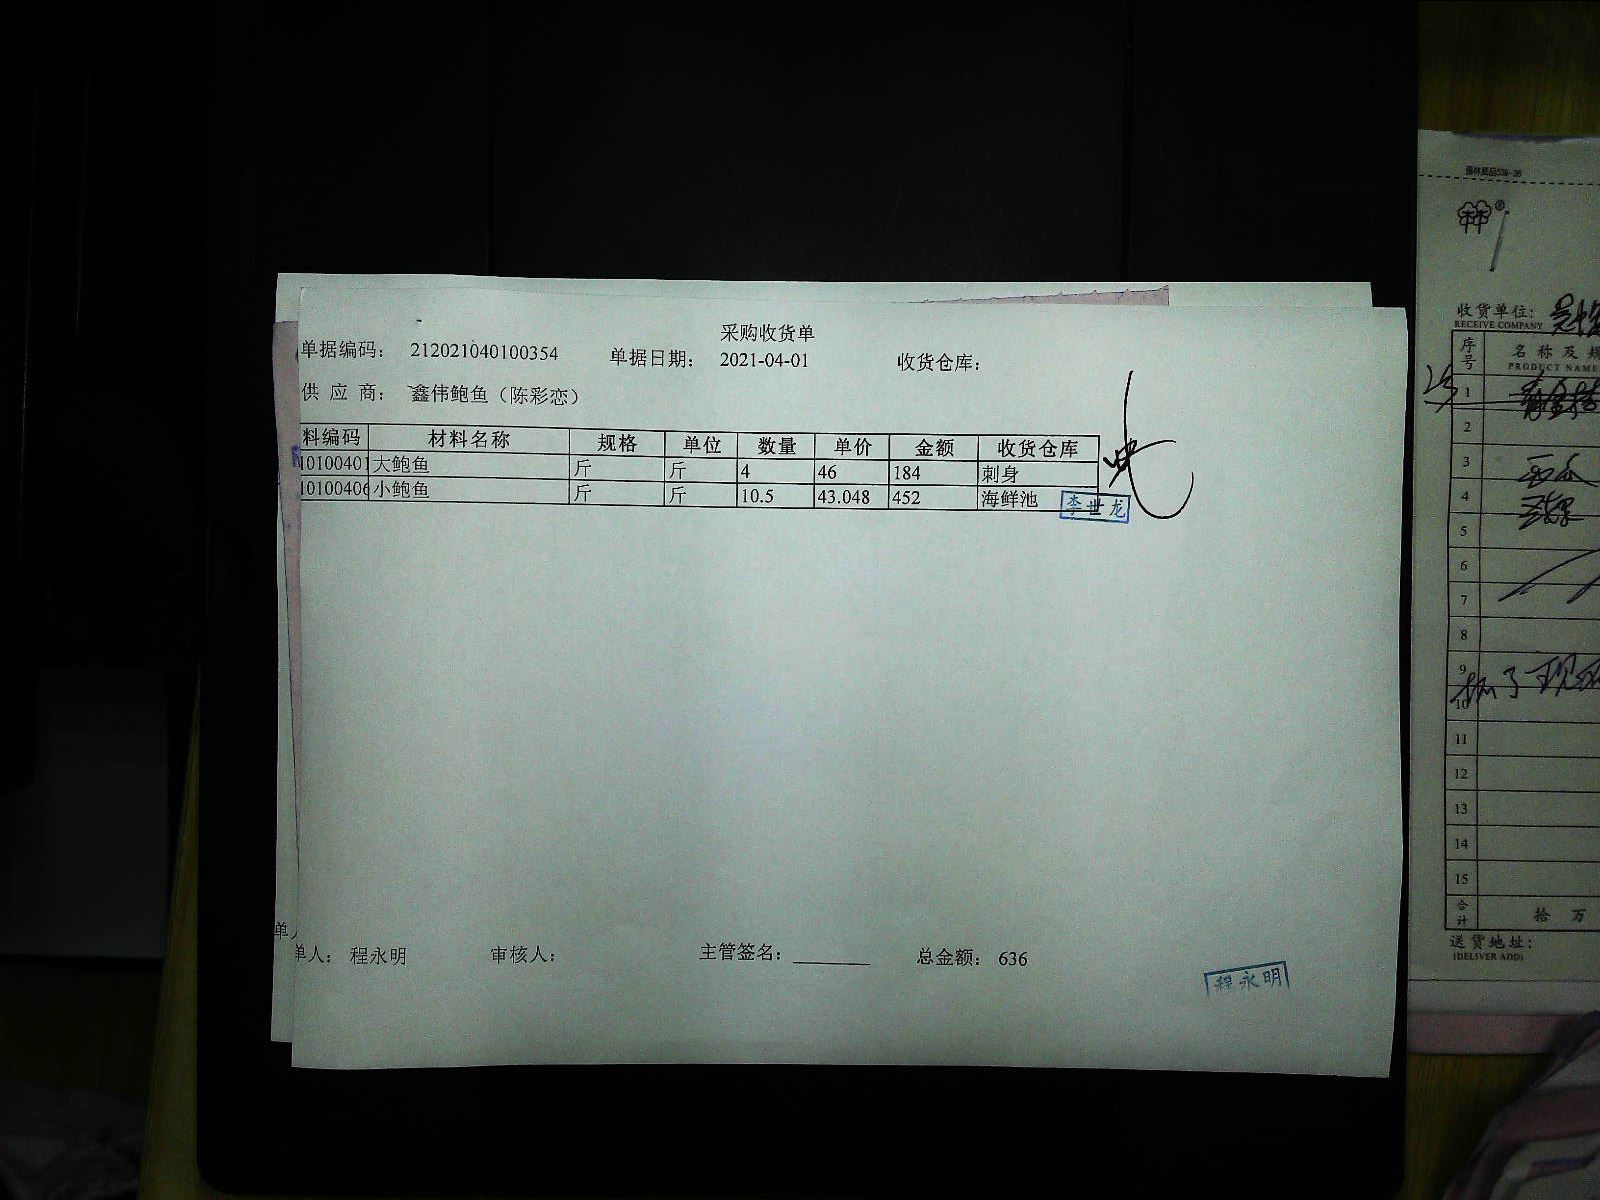 采购收货单
单据编码： 212021040100354 单据日期： 2021-04-01 收货仓库：
供 应 商： 鑫伟鲍鱼（陈彩恋）
料编码 材料名称 规格 单位 数量 单价 金额 收货仓库
10100401 大鲍鱼 斤 斤 4 46 184 刺身
10100406 小鲍鱼 斤 斤 10.5 43.048 452 海鲜池
李世龙
单人： 程永明 审核人： 主管签名： 总金额： 636
程永明
收货单位：
RECEIVE COMPANY
序号 名 称 及 规
PRODUCT NAME
1
2
3
4
5
6
7
8
9
10
11
12
13
14
15
合计 拾 万
送货地址：
(DELIVER ADD)